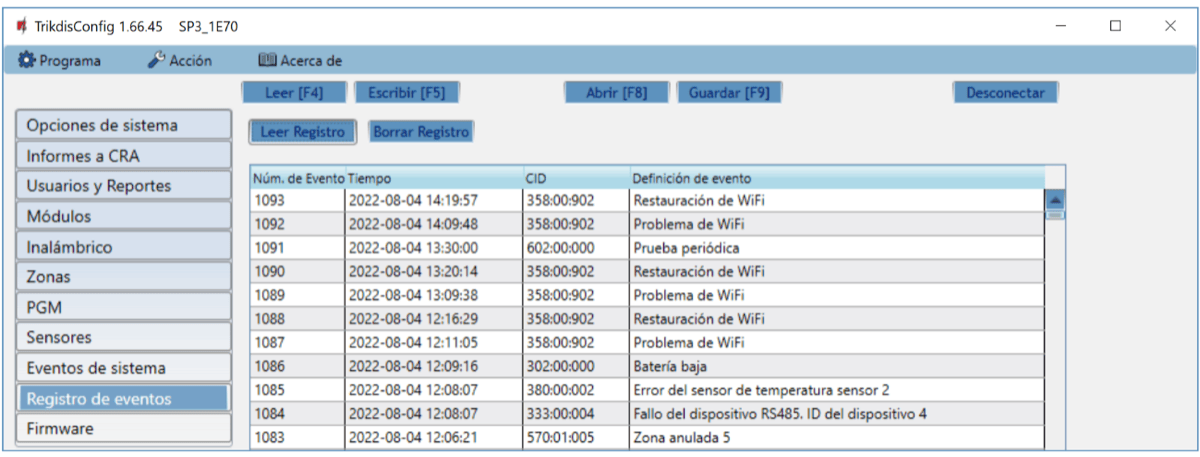 TrikdisConfig 1.66.45 SP3_1E70
Programa Acción Acerca de
Leer [F4] Escribir [F5] Abrir [F8] Guardar [F9] Desconectar
Opciones de sistema
Informes a CRA
Usuarios y Reportes
Módulos
Inalámbrico
Zonas
PGM
Sensores
Eventos de sistema
Registro de eventos
Firmware
Leer Registro Borrar Registro
Núm. de Evento Tiempo CID Definición de evento
1093 2022-08-04 14:19:57 358:00:902 Restauración de WiFi
1092 2022-08-04 14:09:48 358:00:902 Problema de WiFi
1091 2022-08-04 13:30:00 602:00:000 Prueba periódica
1090 2022-08-04 13:20:14 358:00:902 Restauración de WiFi
1089 2022-08-04 13:09:38 358:00:902 Problema de WiFi
1088 2022-08-04 12:16:29 358:00:902 Restauración de WiFi
1087 2022-08-04 12:11:05 358:00:902 Problema de WiFi
1086 2022-08-04 12:09:16 302:00:000 Batería baja
1085 2022-08-04 12:08:07 380:00:002 Error del sensor de temperatura sensor 2
1084 2022-08-04 12:08:07 333:00:004 Fallo del dispositivo RS485. ID del dispositivo 4
1083 2022-08-04 12:06:21 570:01:005 Zona anulada 5